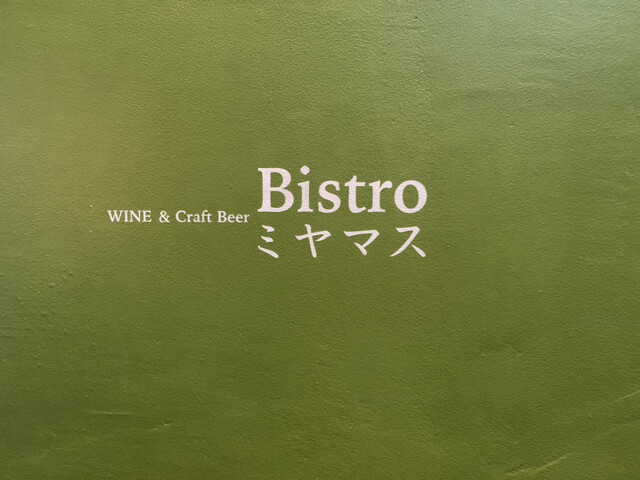 WINE & Craft Beer
Bistro
ミヤマス